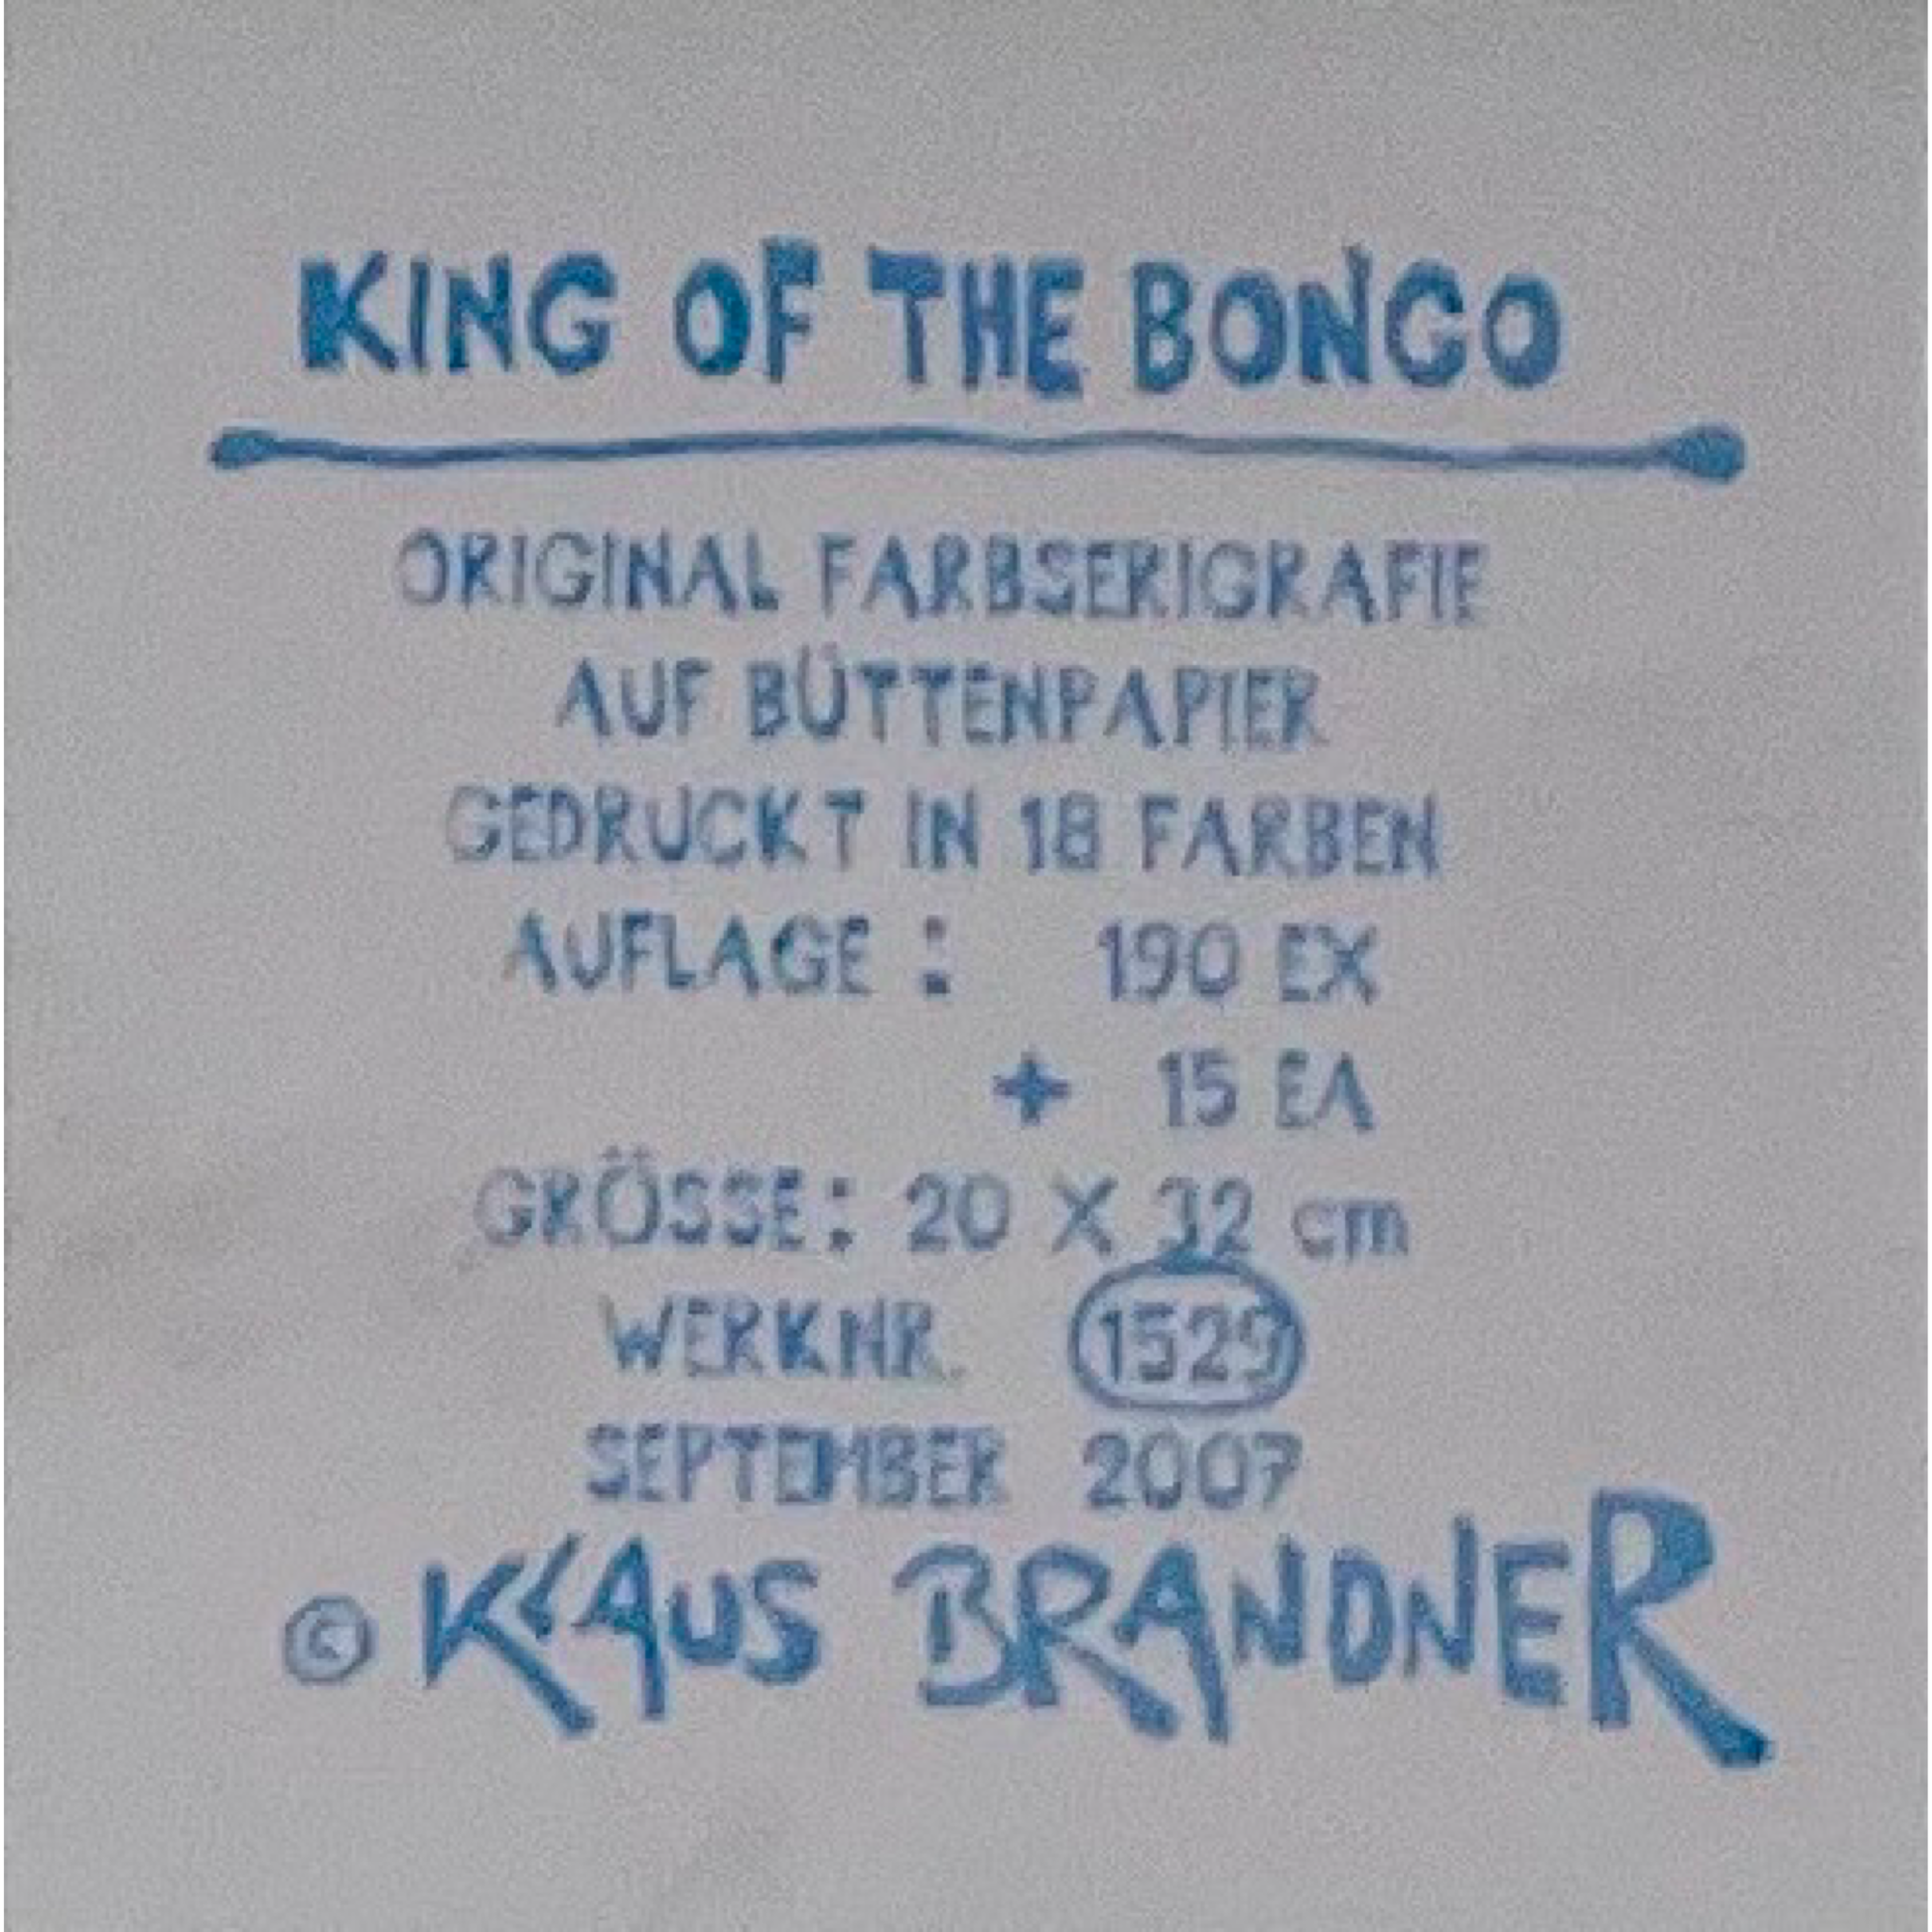 KING OF THE BONGO
ORIGINAL FARBSERIGRAFIE
AUF BÜTTENPAPIER
GEDRUCKT IN 18 FARBEN
AUFLAGE : 190 EX
+ 15 EA
GRÖSSE: 20 X 32 cm
WERKNR. 1529
SEPTEMBER 2007
© KLAUS BRANDNER